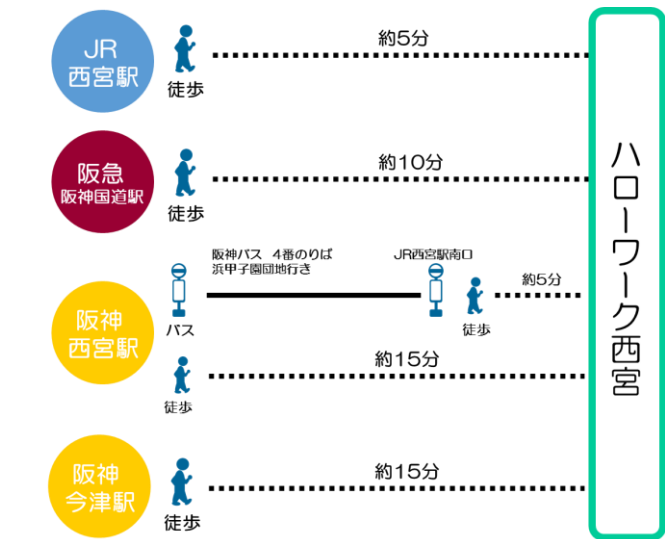 JR
西宮駅
徒歩
約5分
阪急
阪神国道駅
徒歩
約10分
阪神
西宮駅
阪神バス 4番のりば
浜甲子園団地行き
バス
JR西宮駅南口
徒歩
約5分
徒歩
約15分
阪神
今津駅
徒歩
約15分
ハローワーク西宮